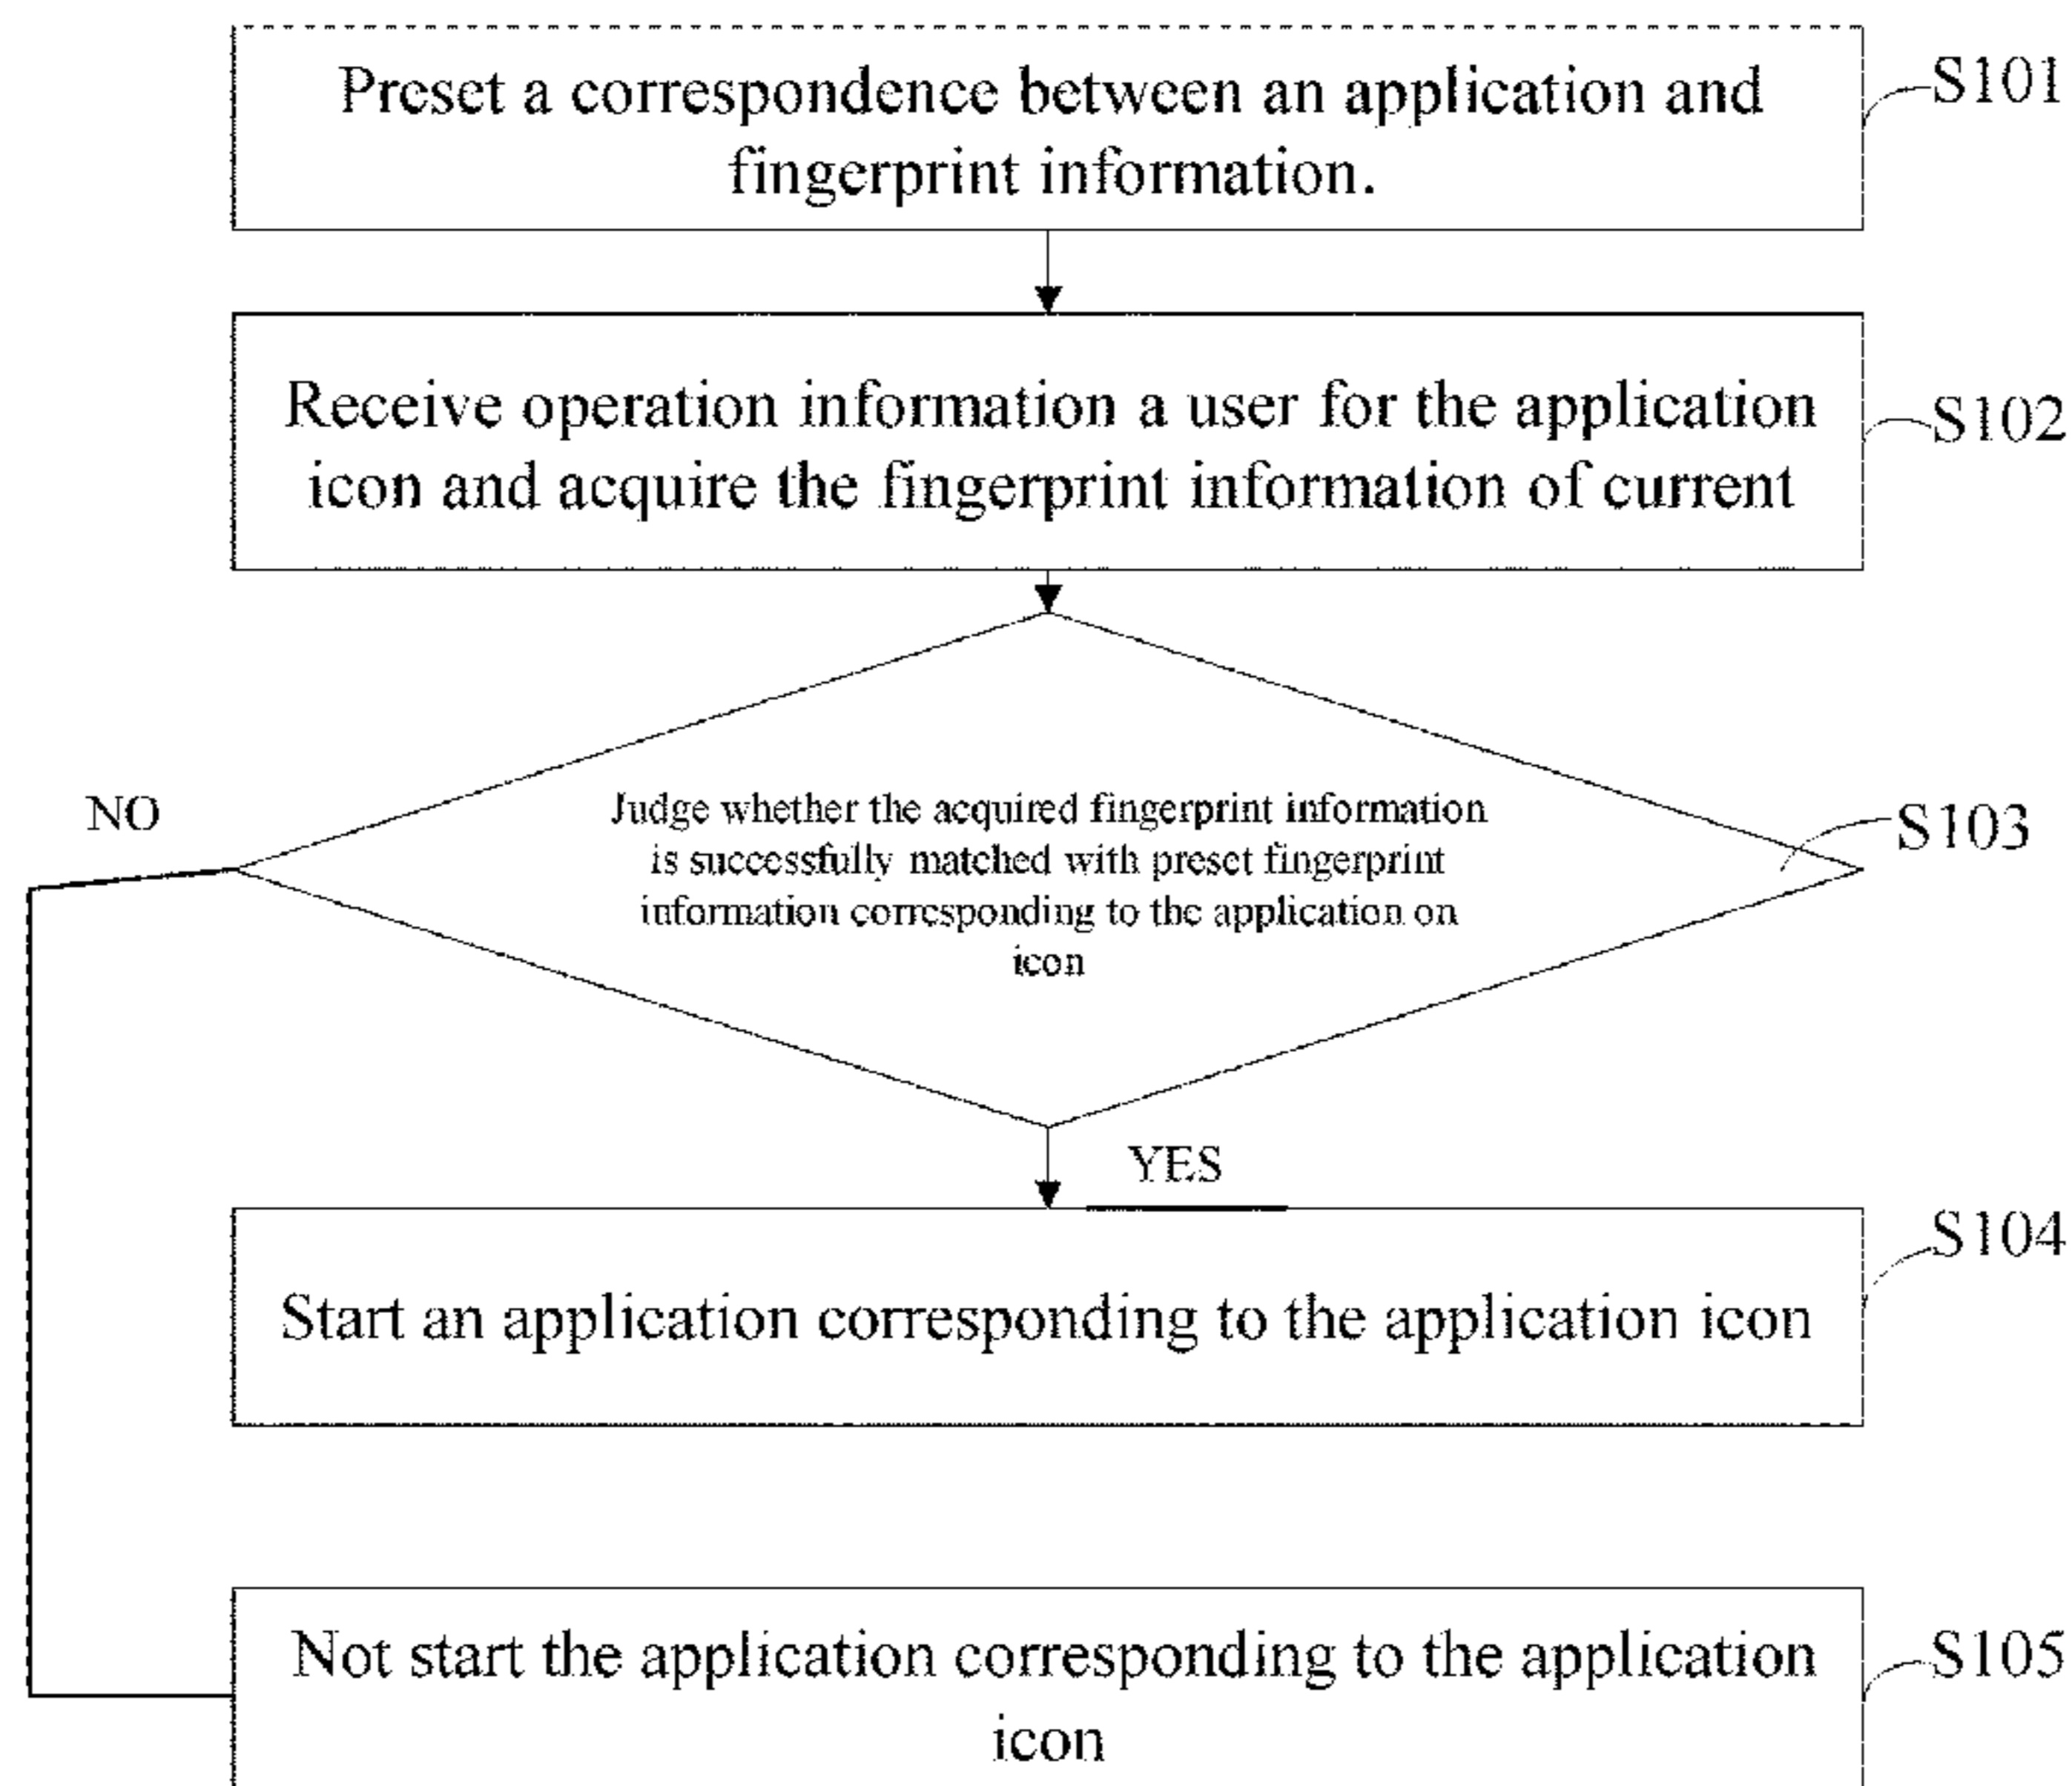 Preset a correspondence between an application and
fingerprint information.
S101
Receive operation information a user for the application
icon and acquire the fingerprint information of current
S102
NO
Judge whether the acquired fingerprint information
is successfully matched with preset fingerprint
information corresponding to the application on
icon
S103
YES
Start an application corresponding to the application icon
S104
Not start the application corresponding to the application
icon
S105